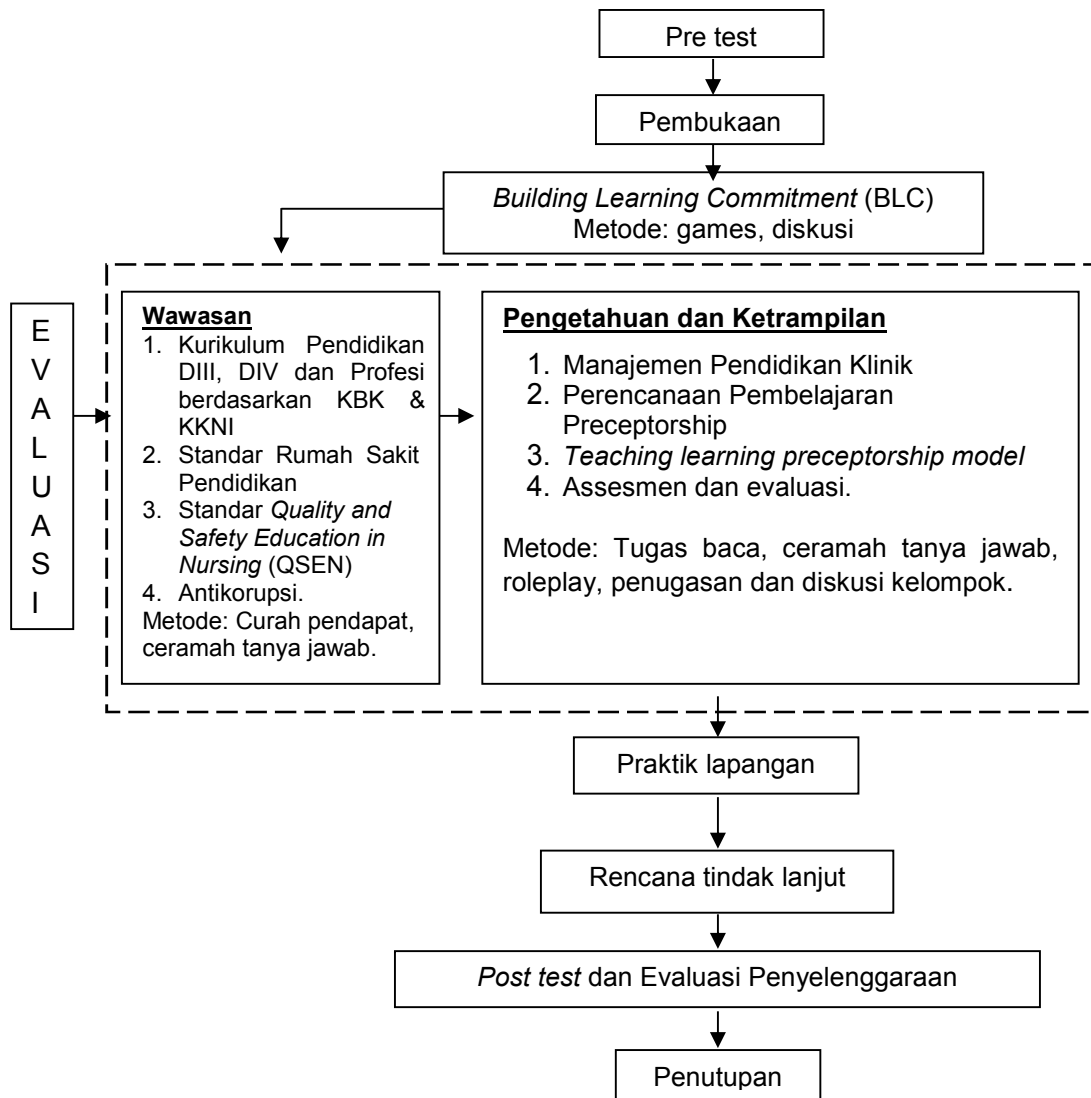 Pre test
Pembukaan
Building Learning Commitment (BLC)
Metode: games, diskusi
E
V
A
L
U
A
S
I
Wawasan
1. Kurikulum Pendidikan
DIII, DIV dan Profesi
berdasarkan KBK &
KKNI
2. Standar Rumah Sakit
Pendidikan
3. Standar Quality and
Safety Education in
Nursing (QSEN)
4. Antikorupsi.
Metode: Curah pendapat,
ceramah tanya jawab.
Pengetahuan dan Ketrampilan
1. Manajemen Pendidikan Klinik
2. Perencanaan Pembelajaran
Preceptorship
3. Teaching learning preceptorship model
4. Assesmen dan evaluasi.
Metode: Tugas baca, ceramah tanya jawab,
roleplay, penugasan dan diskusi kelompok.
Praktik lapangan
Rencana tindak lanjut
Post test dan Evaluasi Penyelenggaraan
Penutupan